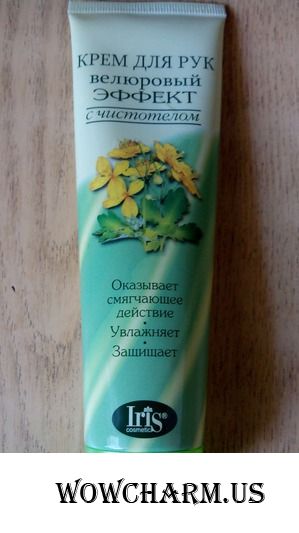 КРЕМ ДЛЯ РУК
велюровый
ЭФФЕКТ
с чистотелом
Оказывает
смягчающее
действие
•
Увлажняет
•
Защищает
Iris®
cosmetic
WOWCHARM.US